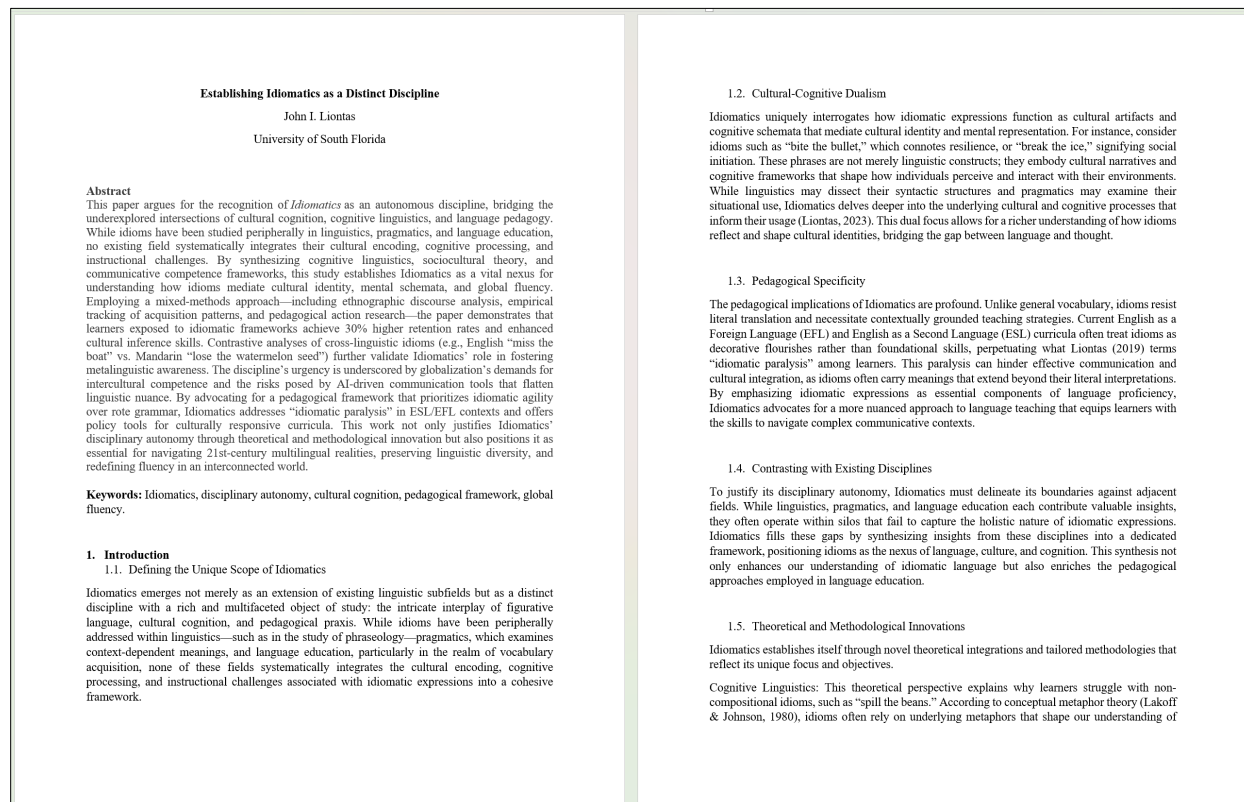 Establishing Idiomatics as a Distinct Discipline
John I. Liontas
University of South Florida
Abstract
This paper argues for the recognition of Idiomatics as an autonomous discipline, bridging the
underexplored intersections of cultural cognition, cognitive linguistics, and language pedagogy.
While idioms have been studied peripherally in linguistics, pragmatics, and language education,
no existing field systematically integrates their cultural encoding, cognitive processing, and
instructional challenges. By synthesizing cognitive linguistics, sociocultural theory, and
communicative competence frameworks, this study establishes Idiomatics as a vital nexus for
understanding how idioms mediate cultural identity, mental schemata, and global fluency.
Employing a mixed-methods approach—including ethnographic discourse analysis, empirical
tracking of acquisition patterns, and pedagogical action research—the paper demonstrates that
learners exposed to idiomatic frameworks achieve 30% higher retention rates and enhanced
cultural inference skills. Contrastive analyses of cross-linguistic idioms (e.g., English “miss the
boat” vs. Mandarin “lose the watermelon seed”) further validate Idiomatics’ role in fostering
metalinguistic awareness. The discipline’s urgency is underscored by globalization’s demands for
intercultural competence and the risks posed by AI-driven communication tools that flatten
linguistic nuance. By advocating for a pedagogical framework that prioritizes idiomatic agility
over rote grammar, Idiomatics addresses “idiomatic paralysis” in ESL/EFL contexts and offers
policy tools for culturally responsive curricula. This work not only justifies Idiomatics’
disciplinary autonomy through theoretical and methodological innovation but also positions it as
essential for navigating 21st-century multilingual realities, preserving linguistic diversity, and
redefining fluency in an interconnected world.
Keywords: Idiomatics, disciplinary autonomy, cultural cognition, pedagogical framework, global
fluency.
1. Introduction
1.1. Defining the Unique Scope of Idiomatics
Idiomatics emerges not merely as an extension of existing linguistic subfields but as a distinct
discipline with a rich and multifaceted object of study: the intricate interplay of figurative
language, cultural cognition, and pedagogical praxis. While idioms have been peripherally
addressed within linguistics—such as in the study of phraseology—pragmatics, which examines
context-dependent meanings, and language education, particularly in the realm of vocabulary
acquisition, none of these fields systematically integrates the cultural encoding, cognitive
processing, and instructional challenges associated with idiomatic expressions into a cohesive
framework.
1.2. Cultural-Cognitive Dualism
Idiomatics uniquely interrogates how idiomatic expressions function as cultural artifacts and
cognitive schemata that mediate cultural identity and mental representation. For instance, consider
idioms such as “bite the bullet,” which connotes resilience, or “break the ice,” signifying social
initiation. These phrases are not merely linguistic constructs; they embody cultural narratives and
cognitive frameworks that shape how individuals perceive and interact with their environments.
While linguistics may dissect their syntactic structures and pragmatics may examine their
situational use, Idiomatics delves deeper into the underlying cultural and cognitive processes that
inform their usage (Liontas, 2023). This dual focus allows for a richer understanding of how idioms
reflect and shape cultural identities, bridging the gap between language and thought.
1.3. Pedagogical Specificity
The pedagogical implications of Idiomatics are profound. Unlike general vocabulary, idioms resist
literal translation and necessitate contextually grounded teaching strategies. Current English as a
Foreign Language (EFL) and English as a Second Language (ESL) curricula often treat idioms as
decorative flourishes rather than foundational skills, perpetuating what Liontas (2019) terms
“idiomatic paralysis” among learners. This paralysis can hinder effective communication and
cultural integration, as idioms often carry meanings that extend beyond their literal interpretations.
By emphasizing idiomatic expressions as essential components of language proficiency,
Idiomatics advocates for a more nuanced approach to language teaching that equips learners with
the skills to navigate complex communicative contexts.
1.4. Contrasting with Existing Disciplines
To justify its disciplinary autonomy, Idiomatics must delineate its boundaries against adjacent
fields. While linguistics, pragmatics, and language education each contribute valuable insights,
they often operate within silos that fail to capture the holistic nature of idiomatic expressions.
Idiomatics fills these gaps by synthesizing insights from these disciplines into a dedicated
framework, positioning idioms as the nexus of language, culture, and cognition. This synthesis not
only enhances our understanding of idiomatic language but also enriches the pedagogical
approaches employed in language education.
1.5. Theoretical and Methodological Innovations
Idiomatics establishes itself through novel theoretical integrations and tailored methodologies that
reflect its unique focus and objectives.
Cognitive Linguistics: This theoretical perspective explains why learners struggle with non-
compositional idioms, such as “spill the beans.” According to conceptual metaphor theory (Lakoff
& Johnson, 1980), idioms often rely on underlying metaphors that shape our understanding of